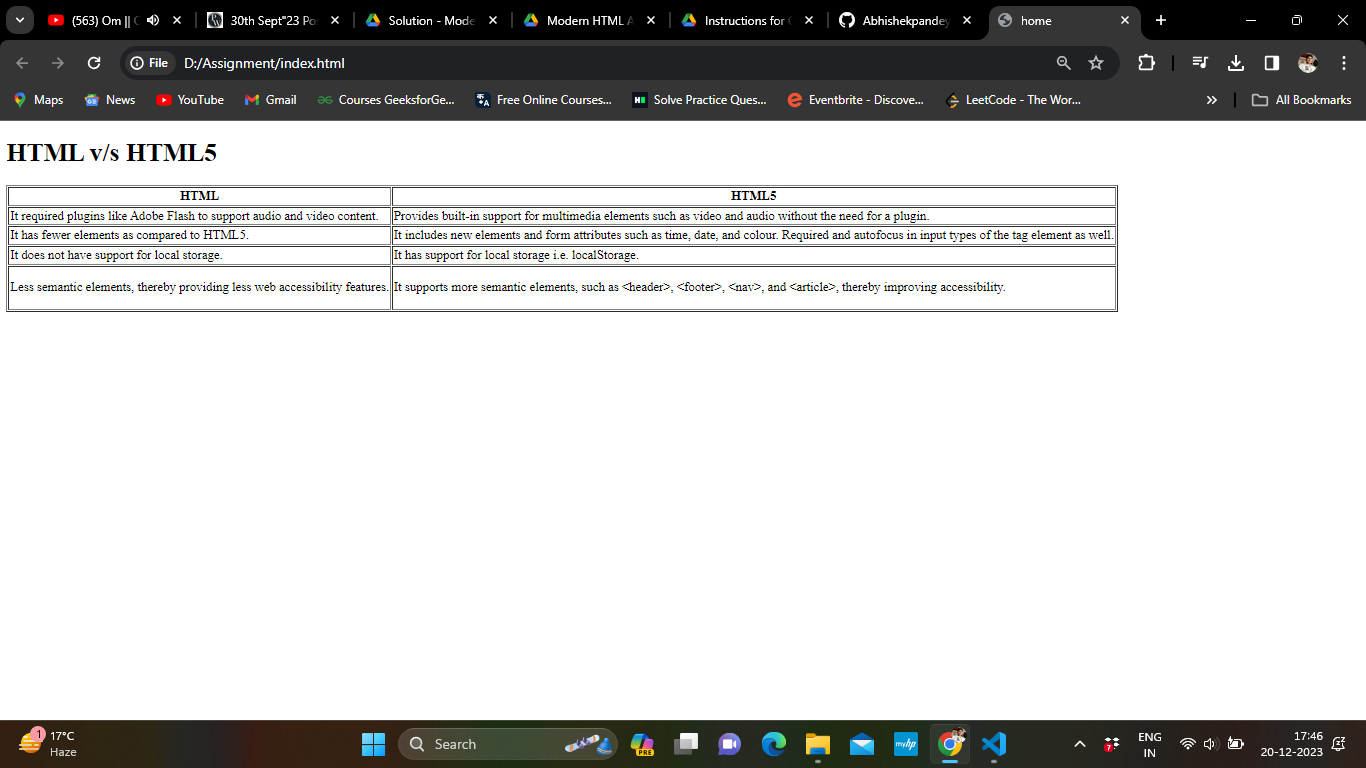 (563) Om || C
30th Sept"23 Po
Solution - Mode
Modern HTML A
Instructions for
Abhishekpandey
home
File
D:/Assignment/index.html
Maps
News
YouTube
Gmail
Courses GeeksforGe...
Free Online Courses...
Solve Practice Ques...
Eventbrite - Discove...
LeetCode - The Wor...
»
All Bookmarks
HTML v/s HTML5
HTML
HTML5
It required plugins like Adobe Flash to support audio and video content.
Provides built-in support for multimedia elements such as video and audio without the need for a plugin.
It has fewer elements as compared to HTML5.
It includes new elements and form attributes such as time, date, and colour. Required and autofocus in input types of the tag element as well.
It does not have support for local storage.
It has support for local storage i.e. localStorage.
Less semantic elements, thereby providing less web accessibility features.
It supports more semantic elements, such as <header>, <footer>, <nav>, and <article>, thereby improving accessibility.
1
17°C
Haze
Search
PRE
myhp
7
ENG
IN
17:46
20-12-2023